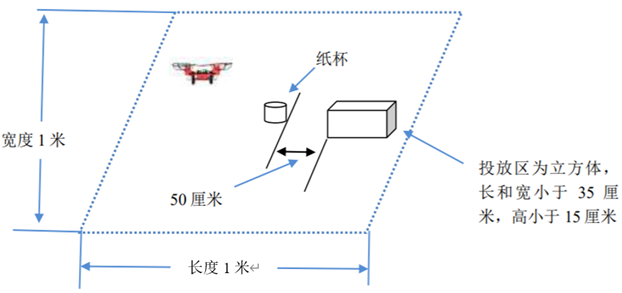 纸杯
宽度 1 米
50 厘米
投放区为立方体，
长和宽小于 35 厘
米，高小于 15 厘米
长度 1 米↵